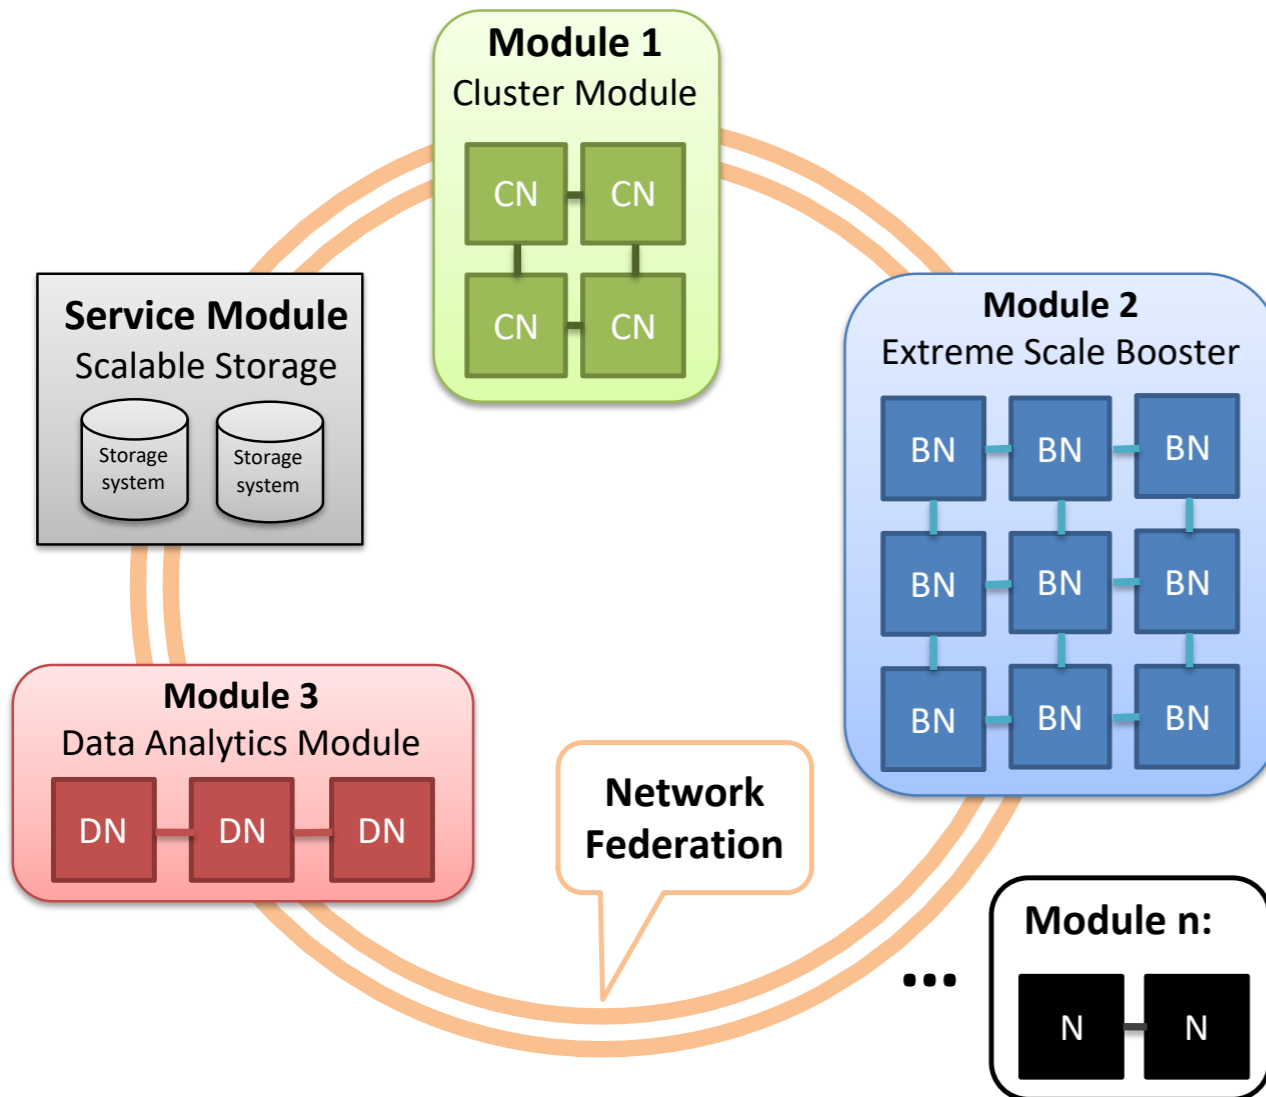 Module 1
Cluster Module
CN CN
CN CN
Service Module
Scalable Storage
Storage
system
Storage
system
Module 2
Extreme Scale Booster
BN BN BN
BN BN BN
BN BN BN
Module 3
Data Analytics Module
DN DN DN
Network
Federation
...
Module n:
N N